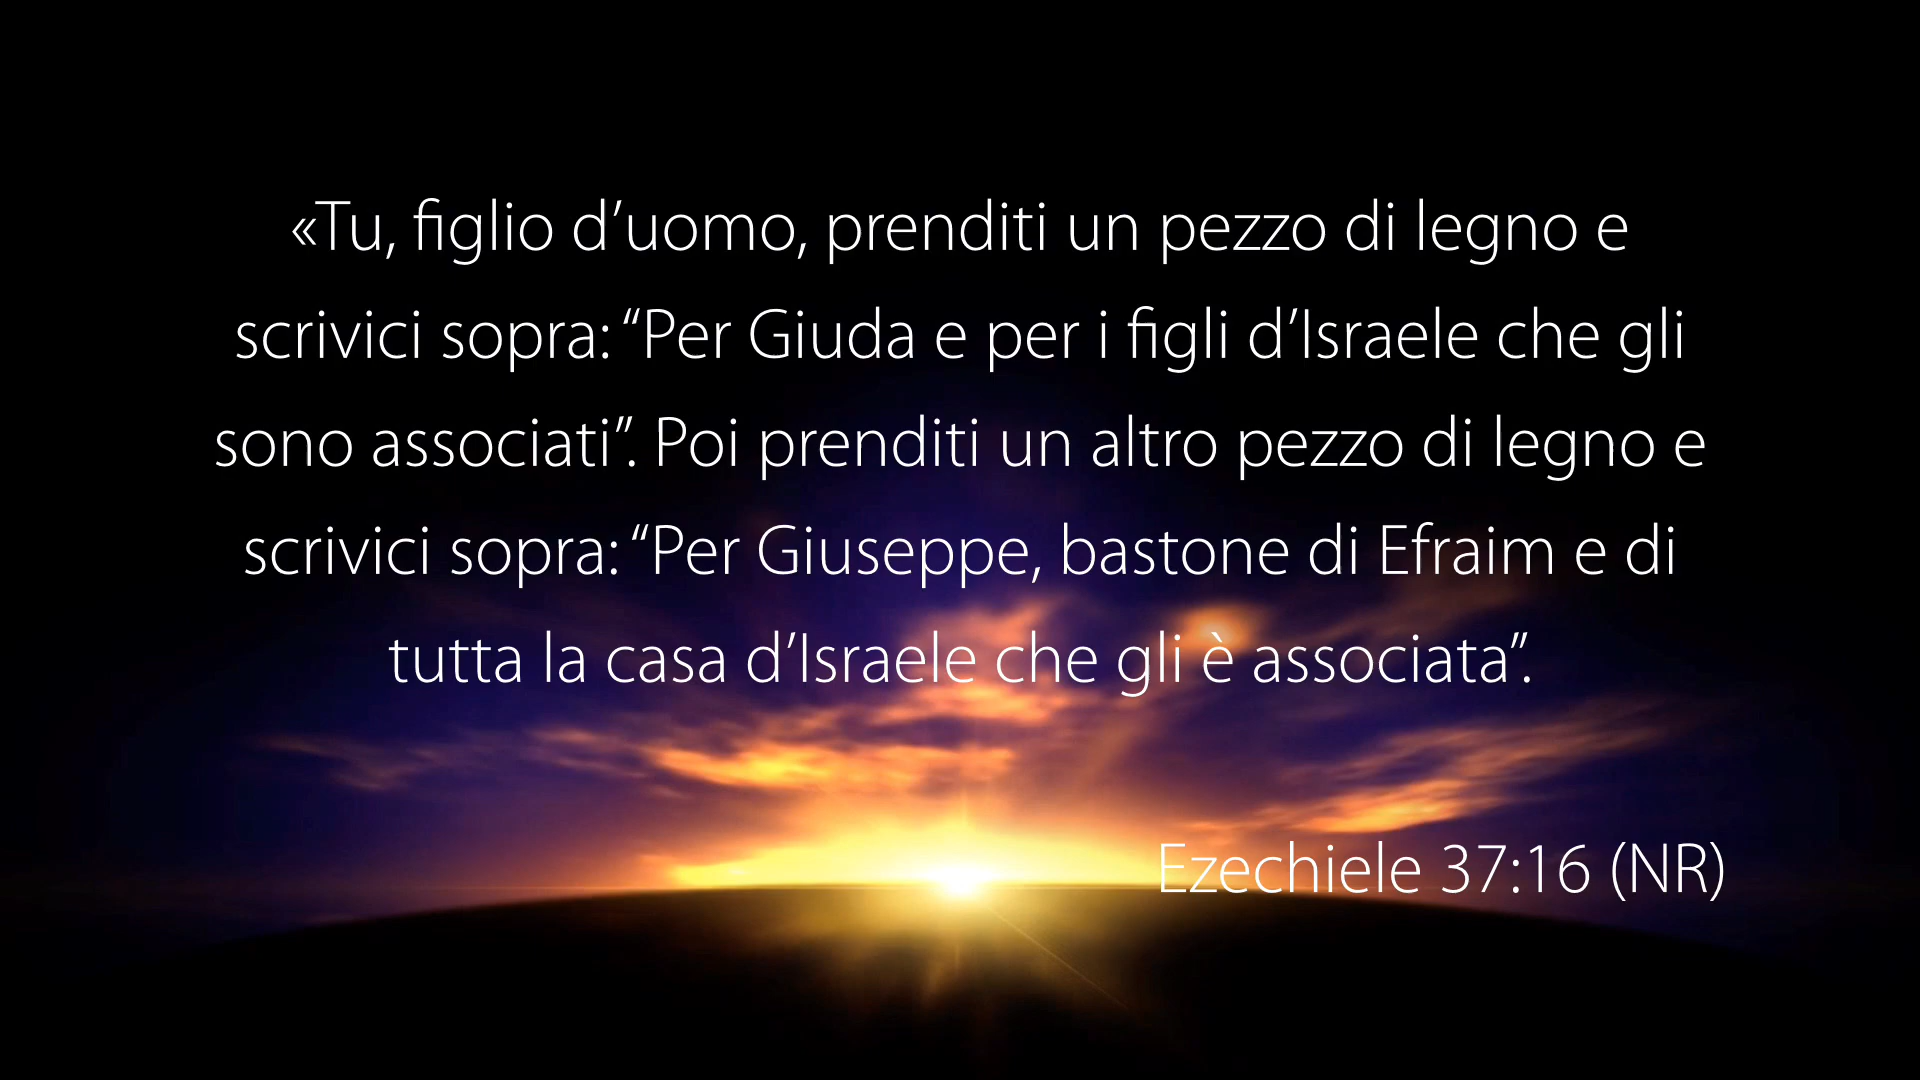 «Tu, figlio d’uomo, prenditi un pezzo di legno e
scrivici sopra: “Per Giuda e per i figli d’Israele che gli
sono associati”. Poi prenditi un altro pezzo di legno e
scrivici sopra: “Per Giuseppe, bastone di Efraim e di
tutta la casa d’Israele che gli è associata”.
Ezechiele 37:16 (NR)